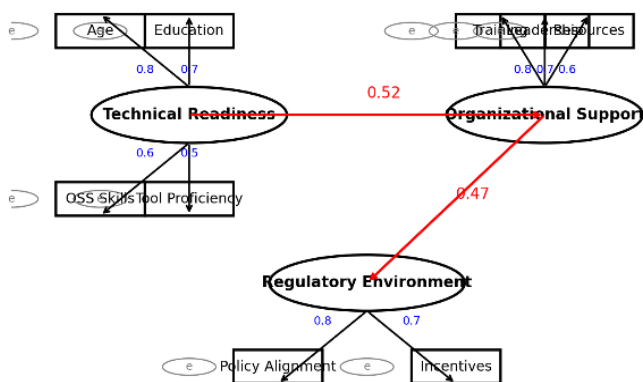 e
e
Age
Education
e
e
e
Training
Leadership
Resources
0.8
0.7
0.8
0.7
0.6
0.52
Technical Readiness
Organizational Support
0.6
0.5
0.47
e
e
OSS Skills
Tool Proficiency
Regulatory Environment
0.8
0.7
e
Policy Alignment
e
Incentives